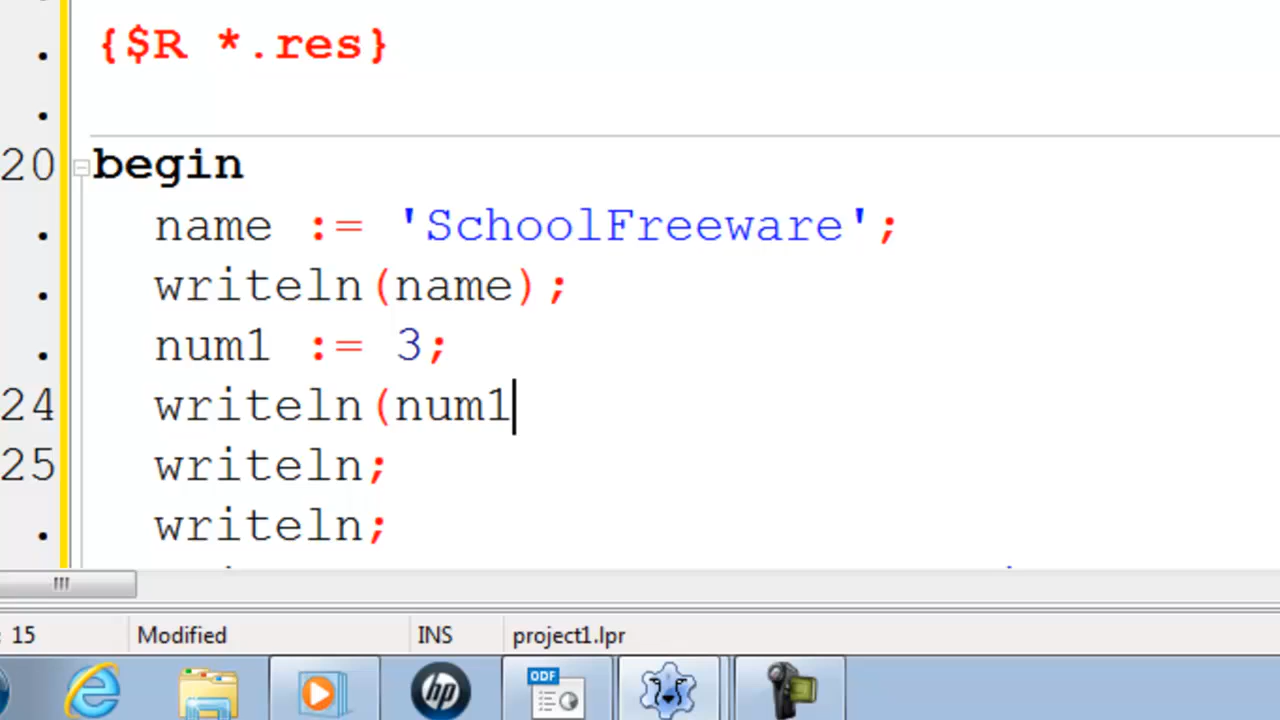 {$R *.res}
20 begin
name := 'SchoolFreeware';
writeln(name);
num1 := 3;
24 writeln(num1
25 writeln;
writeln;
: 15 Modified INS project1.lpr
hp
ODF